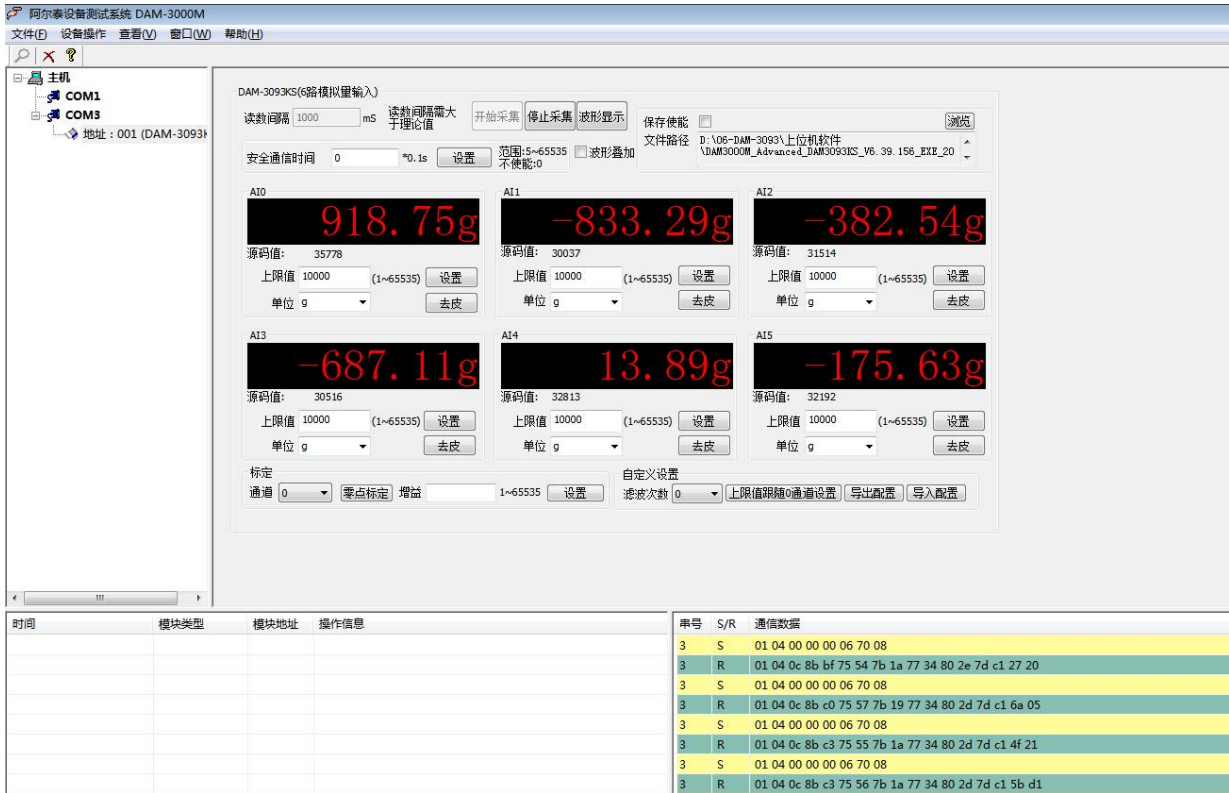 阿尔泰设备测试系统 DAM-3000M
文件(F) 设备操作 查看(V) 窗口(W) 帮助(H)
主机
COM1
COM3
地址：001 (DAM-3093K
DAM-3093KS(6路模拟量输入)
读数间隔 1000 mS 读数间隔需大于理论值 开始采集 停止采集 波形显示
保存使能 浏览
文件路径 D:\06-DAM-3093\上位机软件
\DAM3000M_Advanced_DAM3093KS_V6.39.156_EXE_20
安全通信时间 0 *0.1s 设置 范围:5~65535 不使能:0 波形叠加
AI0 AI1 AI2
918.75g -833.29g -382.54g
源码值: 35778 源码值: 30037 源码值: 31514
上限值 10000 (1~65535) 设置 上限值 10000 (1~65535) 设置 上限值 10000 (1~65535) 设置
单位 g 去皮 单位 g 去皮 单位 g 去皮
AI3 AI4 AI5
-687.11g 13.89g -175.63g
源码值: 30516 源码值: 32813 源码值: 32192
上限值 10000 (1~65535) 设置 上限值 10000 (1~65535) 设置 上限值 10000 (1~65535) 设置
单位 g 去皮 单位 g 去皮 单位 g 去皮
标定
通道 0 零点标定 增益 1~65535 设置
自定义设置
滤波次数 0 上限值跟随0通道设置 导出配置 导入配置
时间 模块类型 模块地址 操作信息
串号 S/R 通信数据
3 S 01 04 00 00 00 06 70 08
3 R 01 04 0c 8b bf 75 54 7b 1a 77 34 80 2e 7d c1 27 20
3 S 01 04 00 00 00 06 70 08
3 R 01 04 0c 8b c0 75 57 7b 19 77 34 80 2d 7d c1 6a 05
3 S 01 04 00 00 00 06 70 08
3 R 01 04 0c 8b c3 75 55 7b 1a 77 34 80 2d 7d c1 4f 21
3 S 01 04 00 00 00 06 70 08
3 R 01 04 0c 8b c3 75 56 7b 1a 77 34 80 2d 7d c1 5b d1